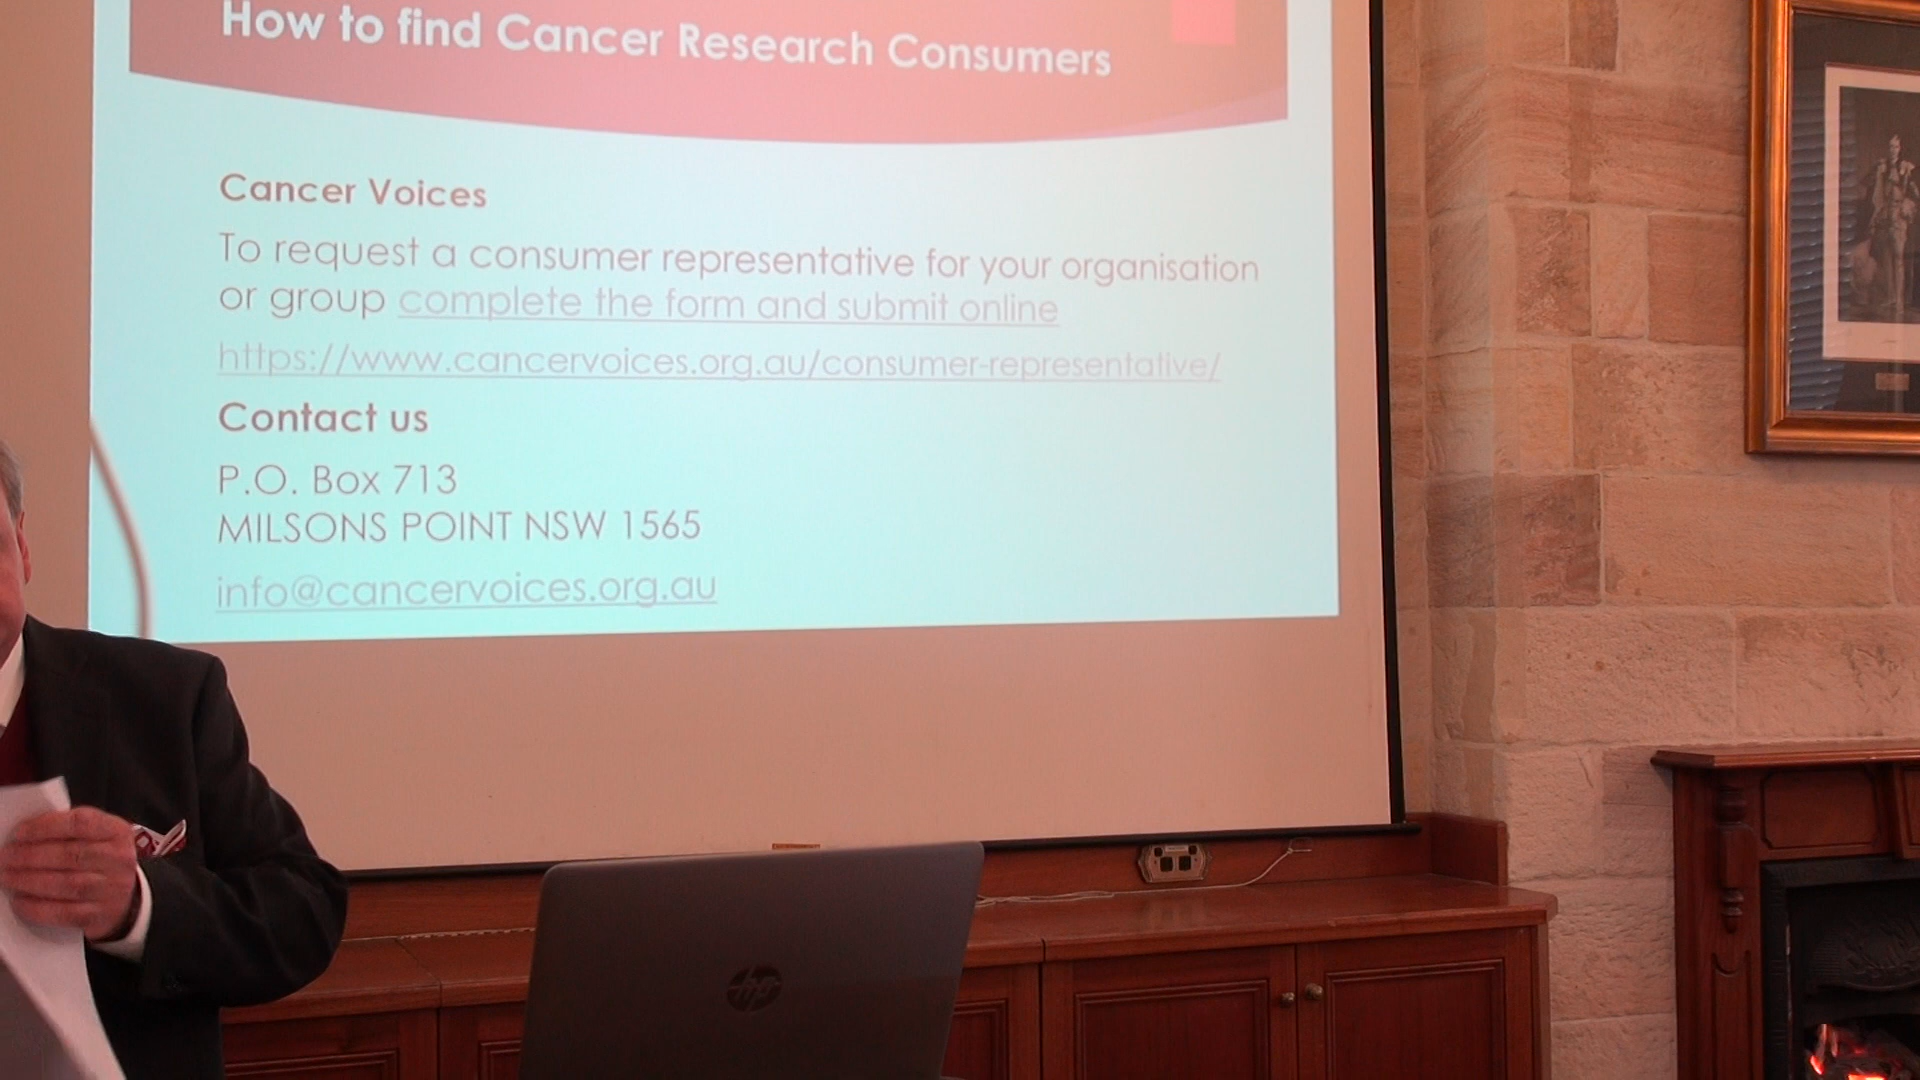 How to find Cancer Research Consumers
Cancer Voices
To request a consumer representative for your organisation
or group complete the form and submit online
https://www.cancervoices.org.au/consumer-representative/
Contact us
P.O. Box 713
MILSONS POINT NSW 1565
info@cancervoices.org.au
hp